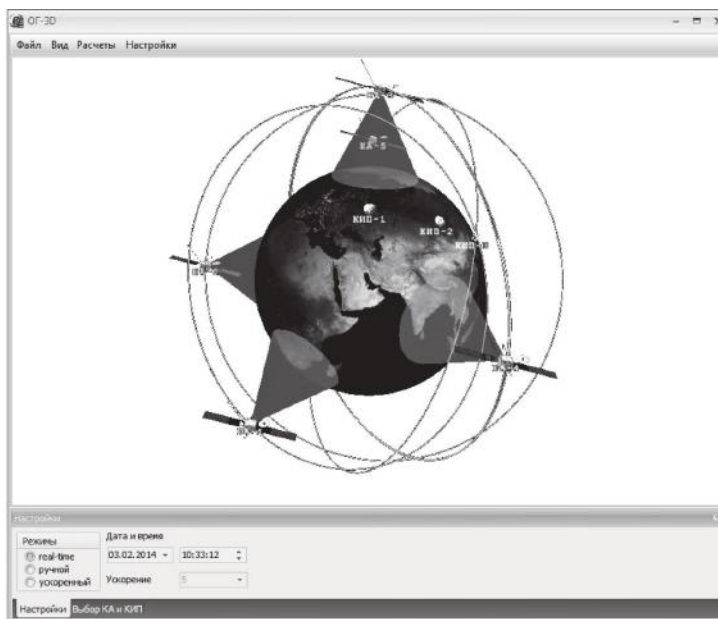 ОГ-3D
Файл Вид Расчеты Настройки
КА-5
КИП-1
КИП-2
Настройки
Режимы
real-time
ручной
ускоренный
Дата и время
03.02.2014 10:33:12
Ускорение 5
Настройки Выбор КА и КИП